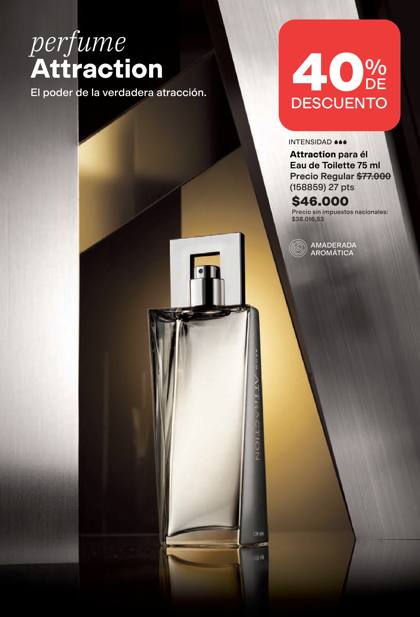 perfume
Attraction
El poder de la verdadera atracción.
40%
DE
DESCUENTO
INTENSIDAD
Attraction para él
Eau de Toilette 75 ml
Precio Regular $77.000
(158859) 27 pts
$46.000
Precio sin impuestos nacionales:
$38.016,53
AMADERADA
AROMÁTICA
ATTRACTION